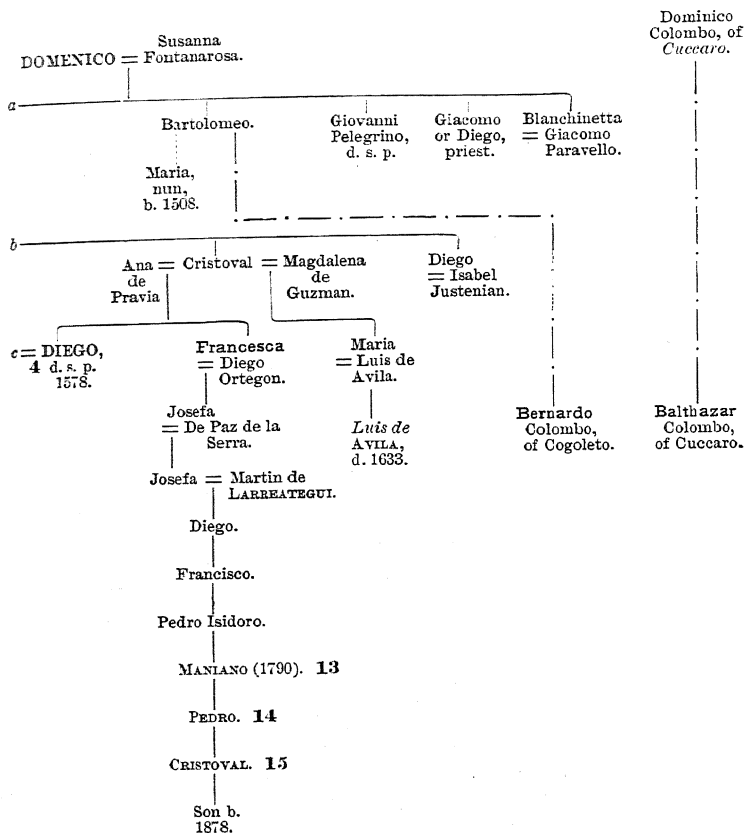 Susanna
DOMENICO = Fontanarosa.
Dominico
Colombo, of
Cuccaro.
a
Bartolomeo.
Maria,
nun,
b. 1508.
Giovanni
Pelegrino,
d. s. p.
Giacomo
or Diego,
priest.
Blanchinetta
= Giacomo
Paravello.
b
Ana = Cristoval = Magdalena
de
Pravia
de
Guzman.
Diego
= Isabel
Justenian.
c = DIEGO,
4 d. s. p.
1578.
Francesca
= Diego
Ortegon.
Maria
= Luis de
Avila.
Josefa
= De Paz de la
Serra.
Luis de
AVILA,
d. 1633.
Bernardo
Colombo,
of Cogoleto.
Balthazar
Colombo,
of Cuccaro.
Josefa = Martin de
LARREATEGUI.
Diego.
Francisco.
Pedro Isidoro.
MANIANO (1790). 13
PEDRO. 14
CRISTOVAL. 15
Son b.
1878.